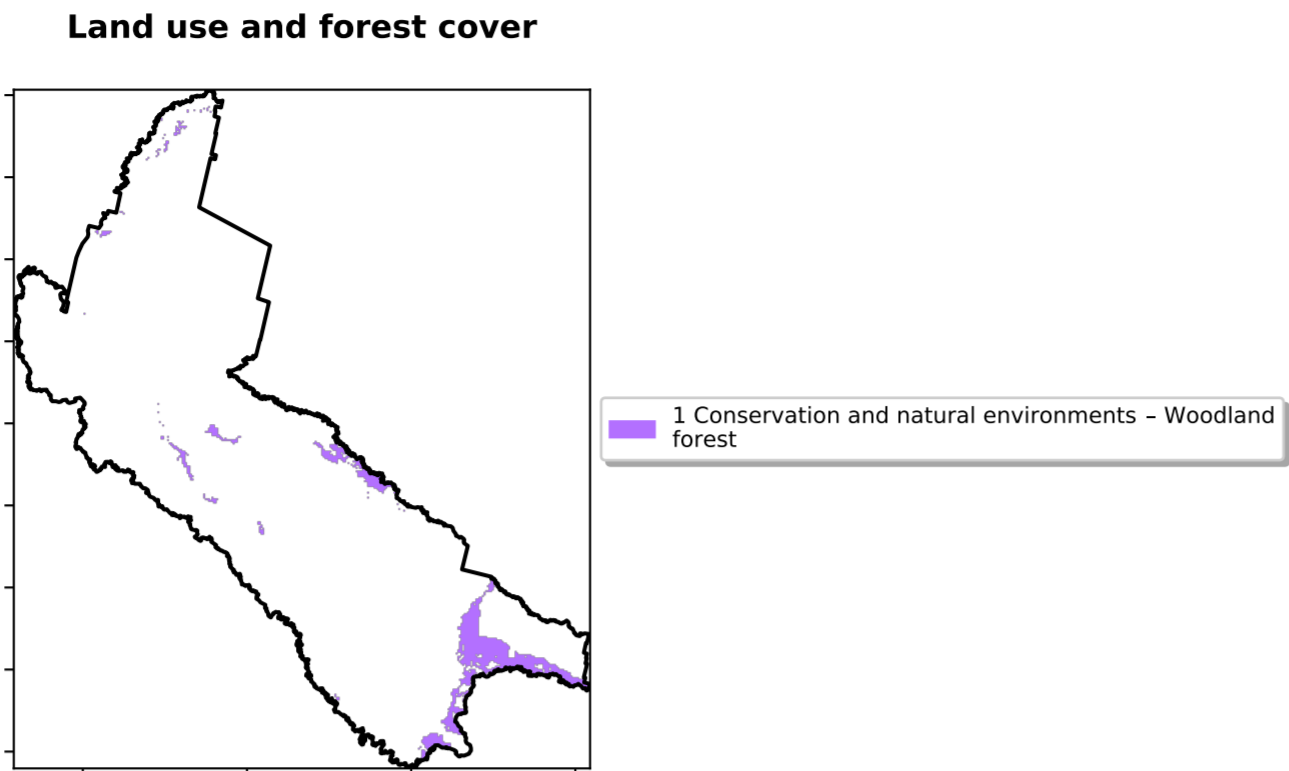 Land use and forest cover
1 Conservation and natural environments – Woodland
forest